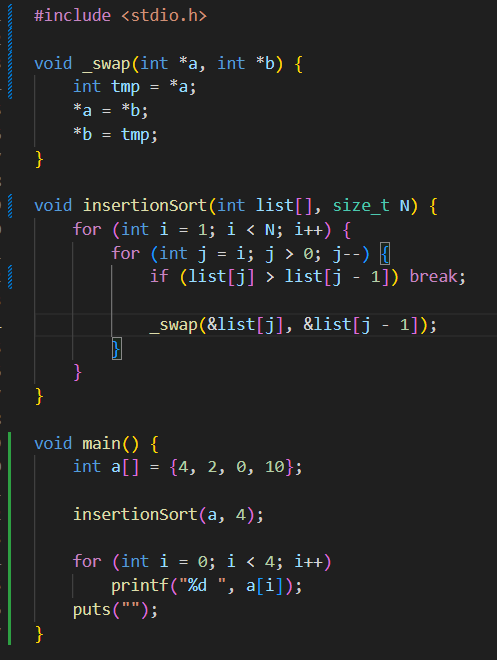 #include <stdio.h>
void _swap(int *a, int *b) {
int tmp = *a;
*a = *b;
*b = tmp;
}
void insertionSort(int list[], size_t N) {
for (int i = 1; i < N; i++) {
for (int j = i; j > 0; j--) {
if (list[j] > list[j - 1]) break;
_swap(&list[j], &list[j - 1]);
}
}
}
void main() {
int a[] = {4, 2, 0, 10};
insertionSort(a, 4);
for (int i = 0; i < 4; i++)
printf("%d ", a[i]);
puts("");
}